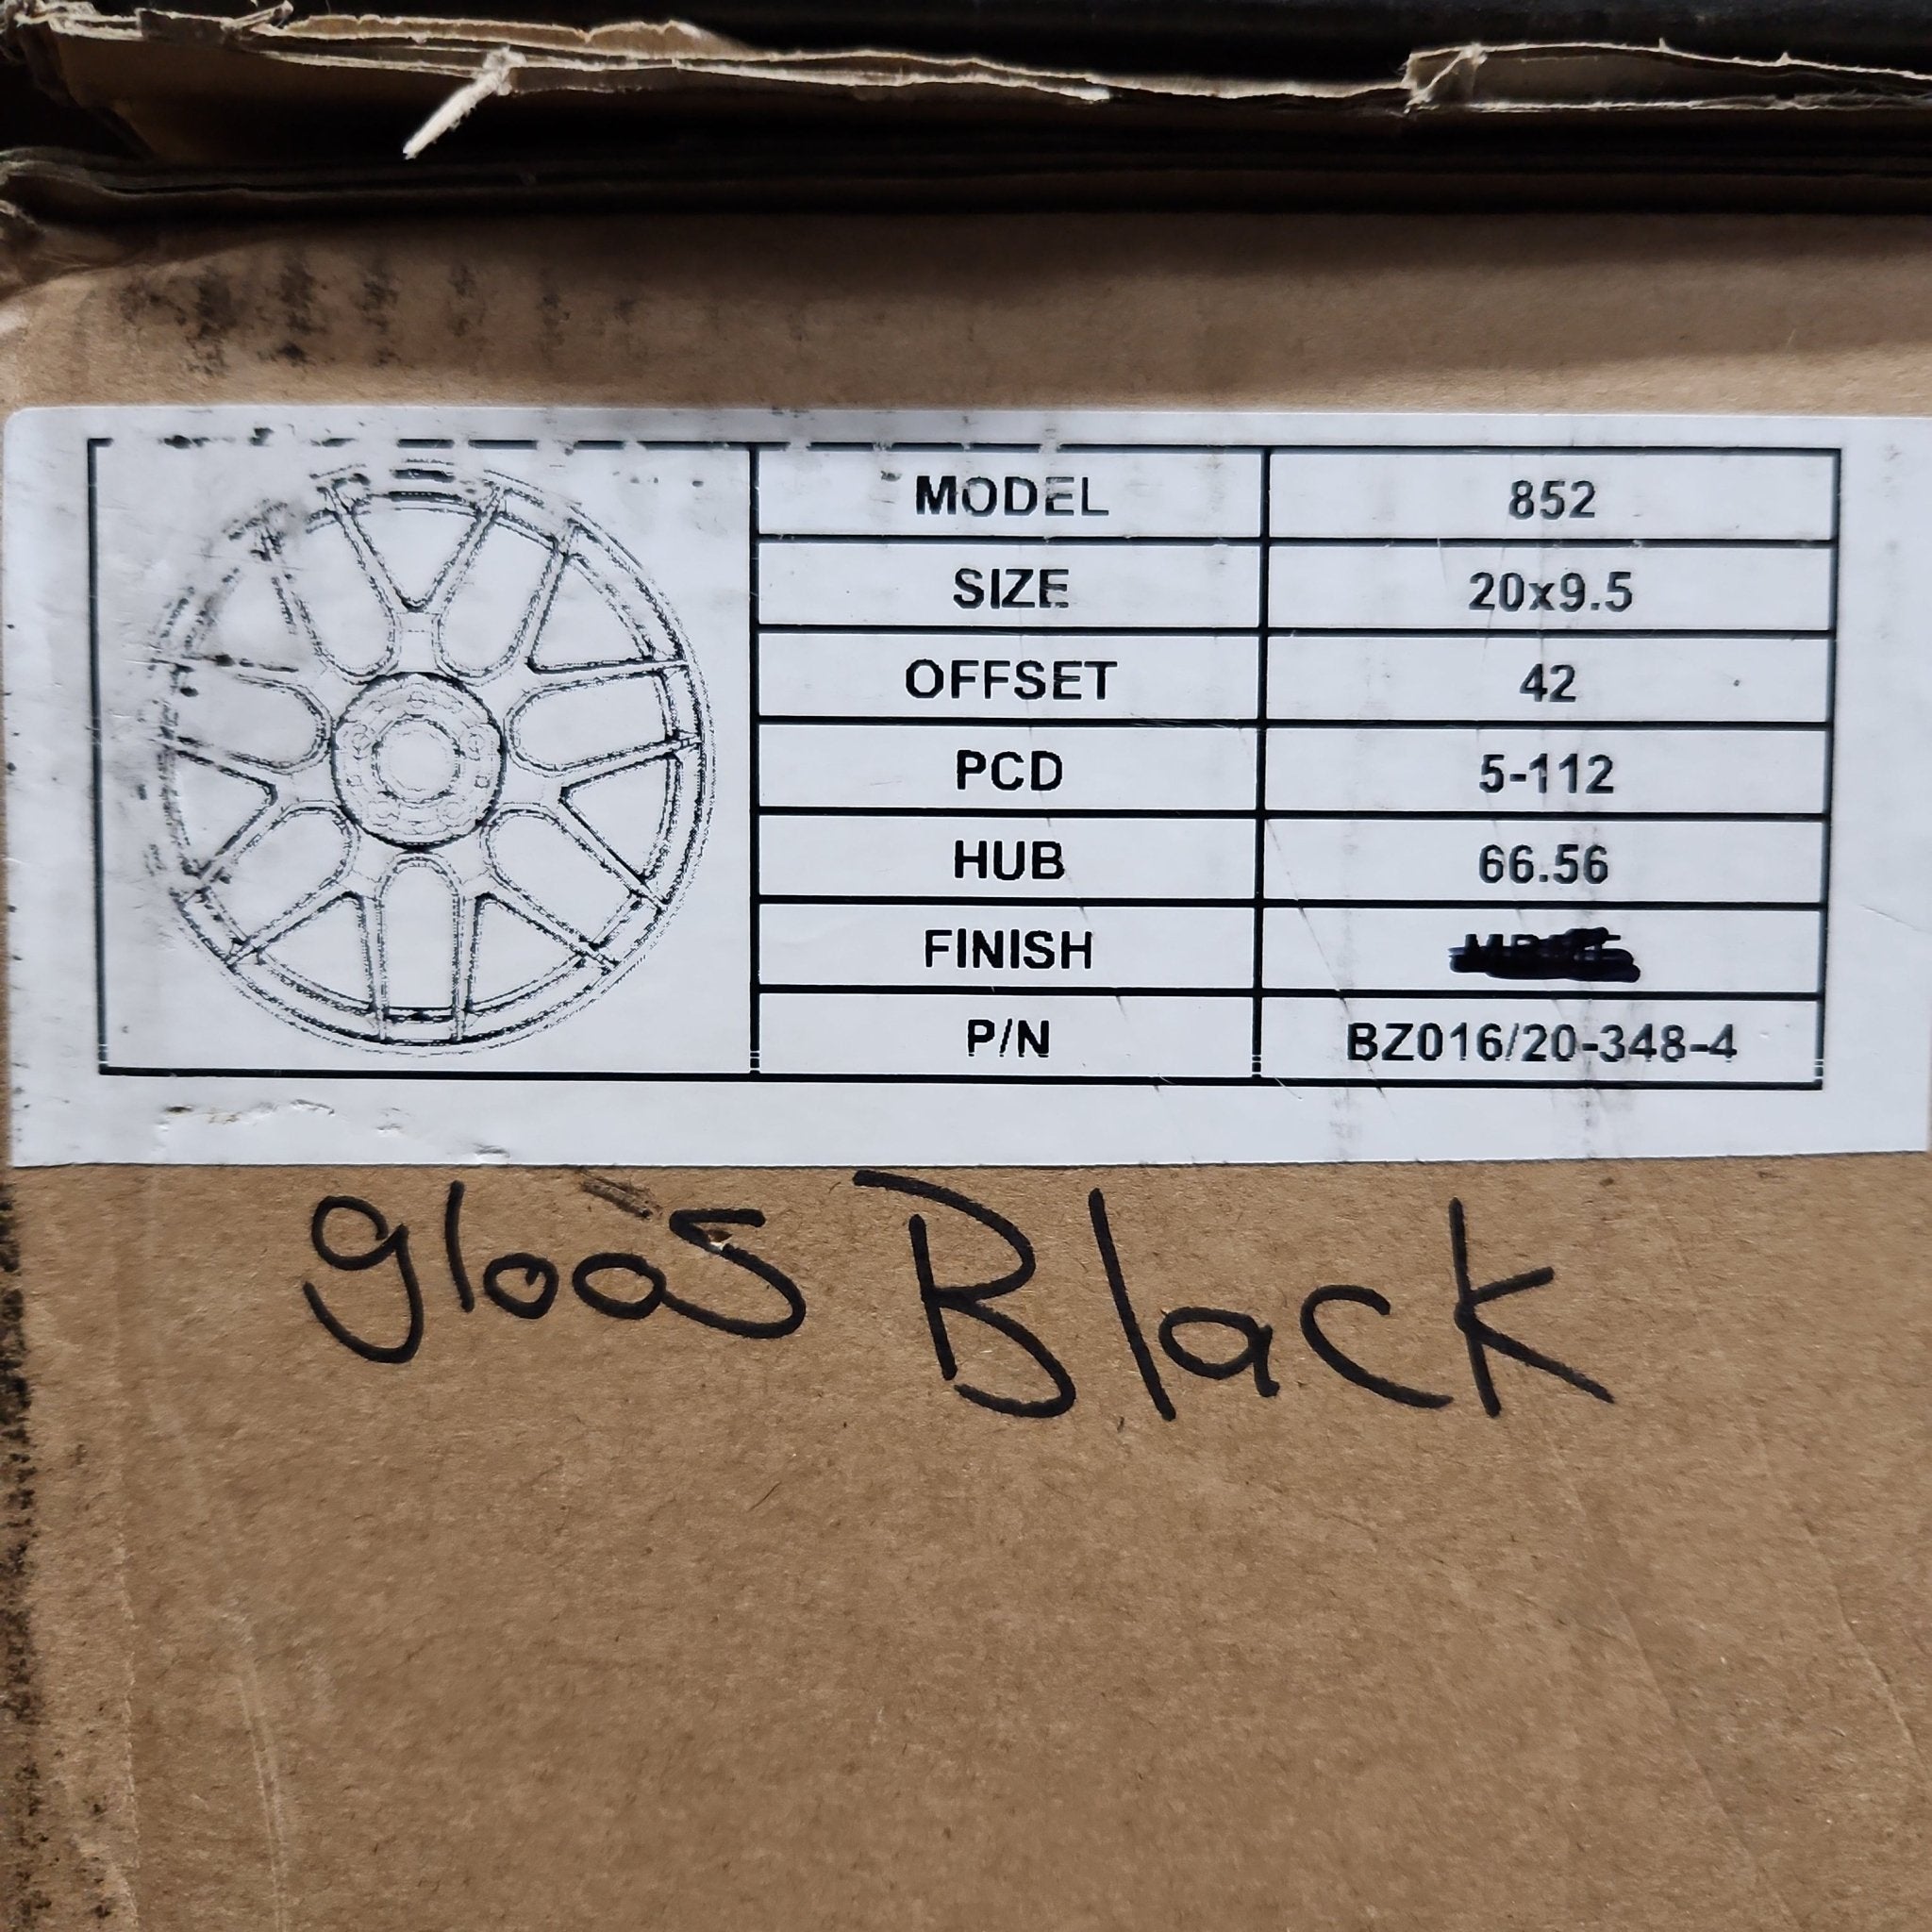 MODEL 852
SIZE 20x9.5
OFFSET 42
PCD 5-112
HUB 66.56
FINISH
P/N BZ016/20-348-4
gloos Black